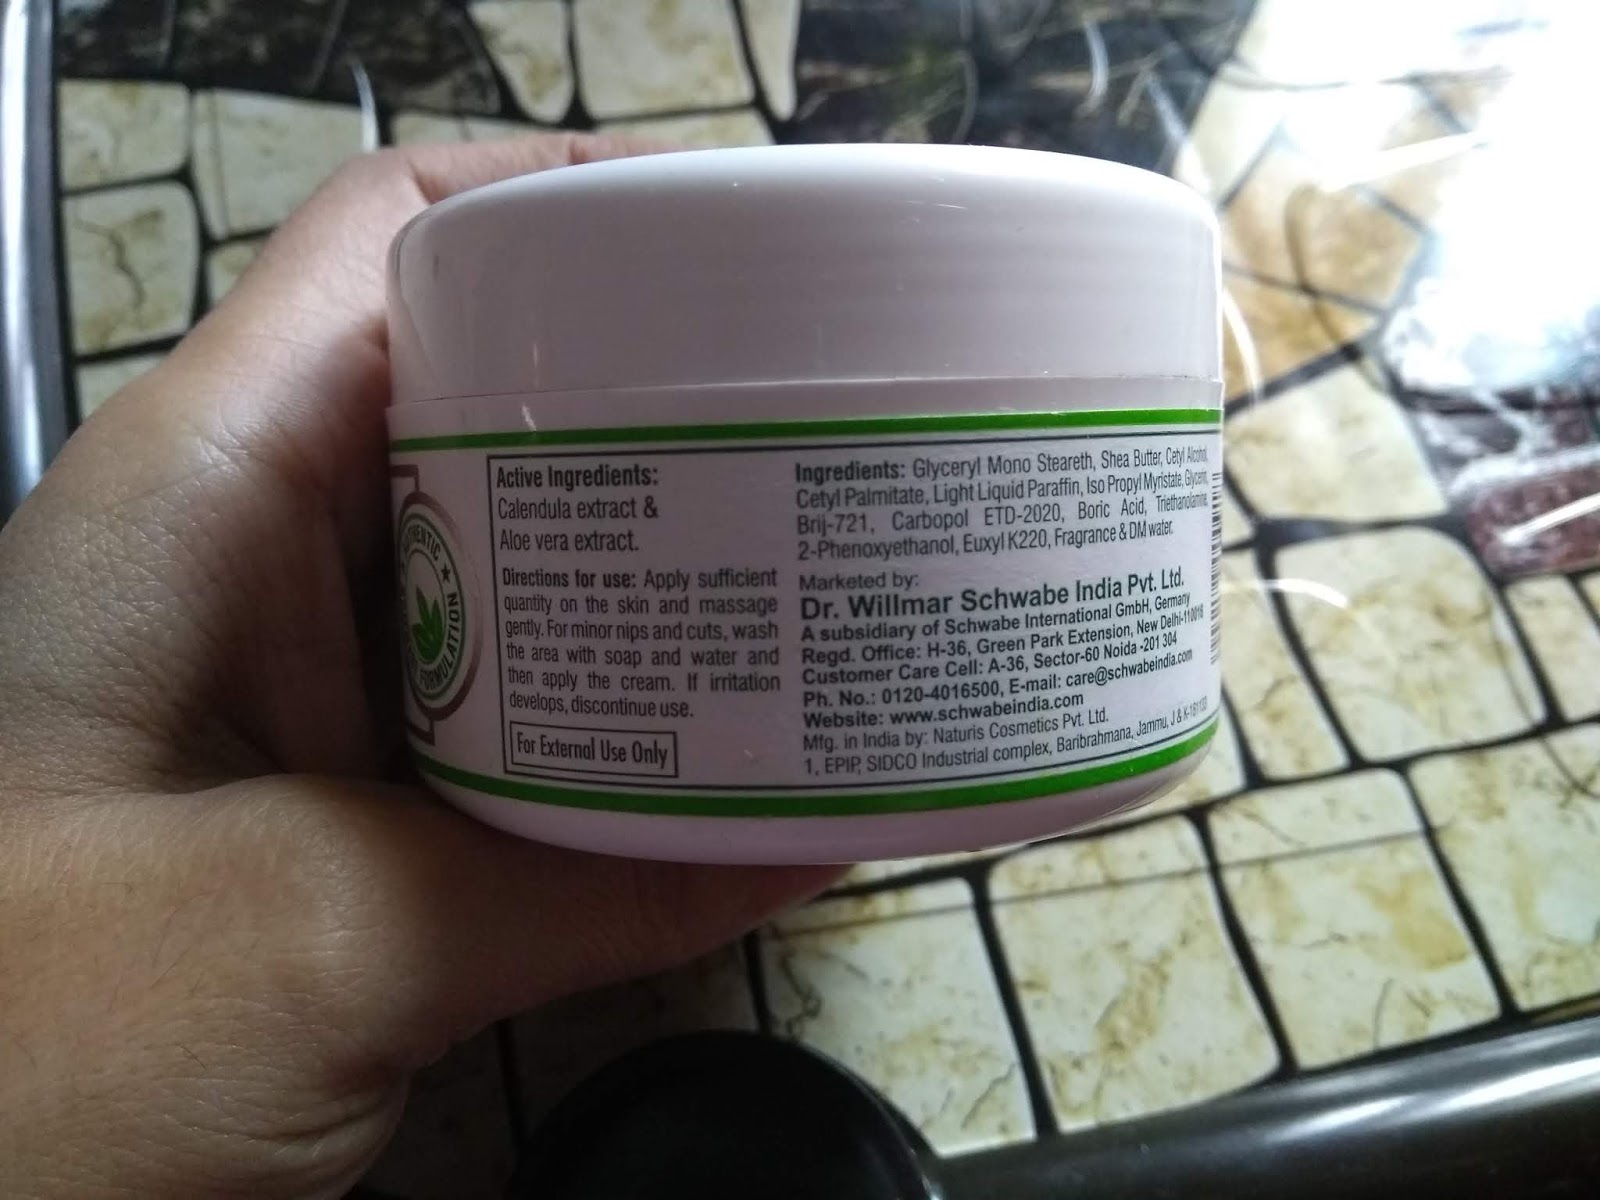 AUTHENTIC
FORMULATION
Active Ingredients:
Calendula extract &
Aloe vera extract.
Directions for use: Apply sufficient
quantity on the skin and massage
gently. For minor nips and cuts, wash
the area with soap and water and
then apply the cream. If irritation
develops, discontinue use.
For External Use Only
Ingredients: Glyceryl Mono Steareth, Shea Butter, Cetyl Alcohol,
Cetyl Palmitate, Light Liquid Paraffin, Iso Propyl Myristate, Glycerin,
Brij-721, Carbopol ETD-2020, Boric Acid, Triethanolamine,
2-Phenoxyethanol, Euxyl K220, Fragrance & DM water.
Marketed by:
Dr. Willmar Schwabe India Pvt. Ltd.
A subsidiary of Schwabe International GmbH, Germany
Regd. Office: H-36, Green Park Extension, New Delhi-110016
Customer Care Cell: A-36, Sector-60 Noida -201 304
Ph. No.: 0120-4016500, E-mail: care@schwabeindia.com
Website: www.schwabeindia.com
Mfg. in India by: Naturis Cosmetics Pvt. Ltd.
1, EPIP, SIDCO Industrial complex, Baribrahmana, Jammu, J & K-181133